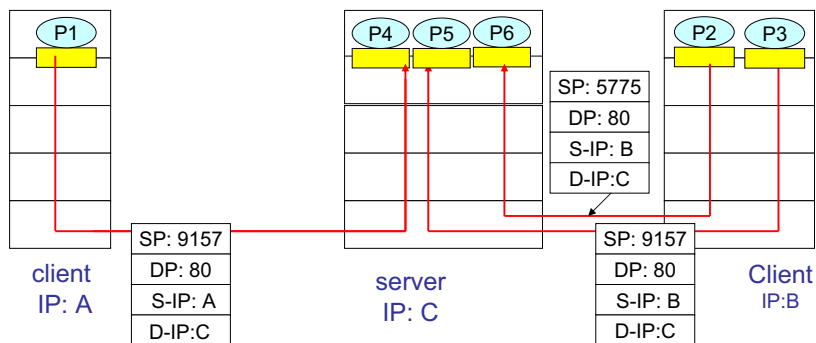 P1
P4
P5
P6
P2
P3
SP: 5775
DP: 80
S-IP: B
D-IP:C
SP: 9157
DP: 80
S-IP: A
D-IP:C
SP: 9157
DP: 80
S-IP: B
D-IP:C
client
IP: A
server
IP: C
Client
IP:B